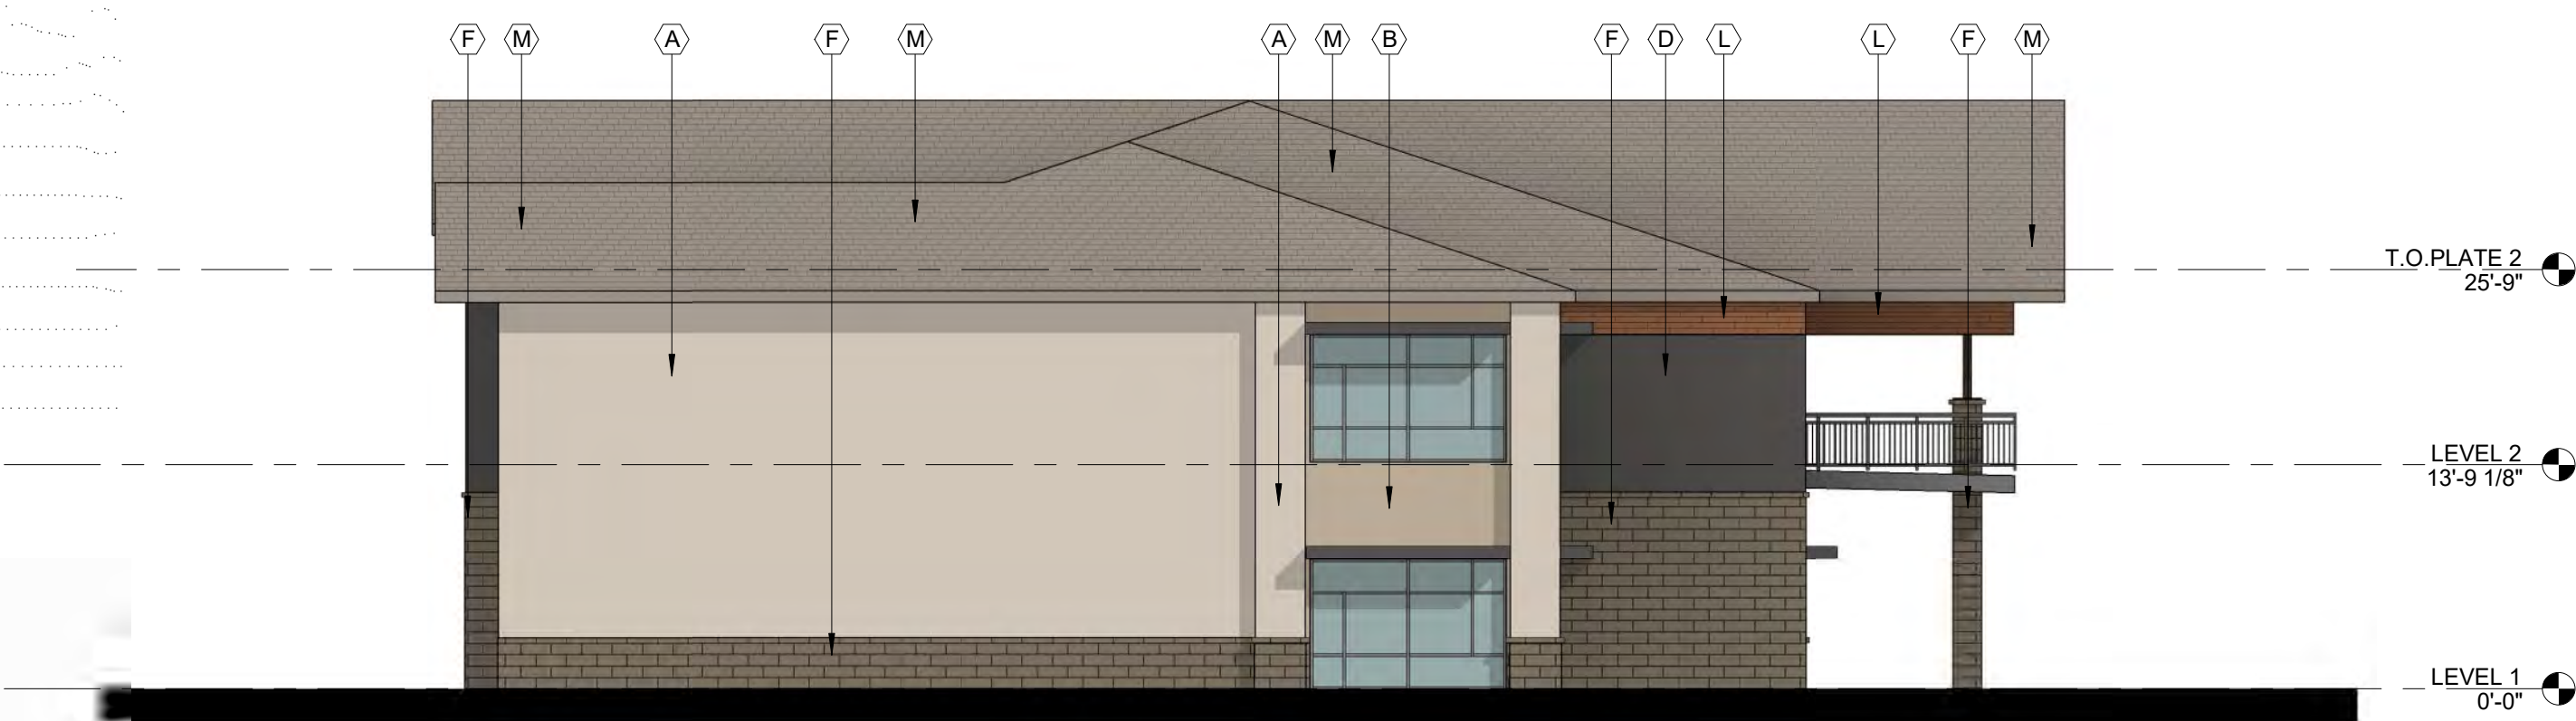 F M A F M A M B F D L L F M
T.O.PLATE 2
25'-9"
LEVEL 2
13'-9 1/8"
LEVEL 1
0'-0"